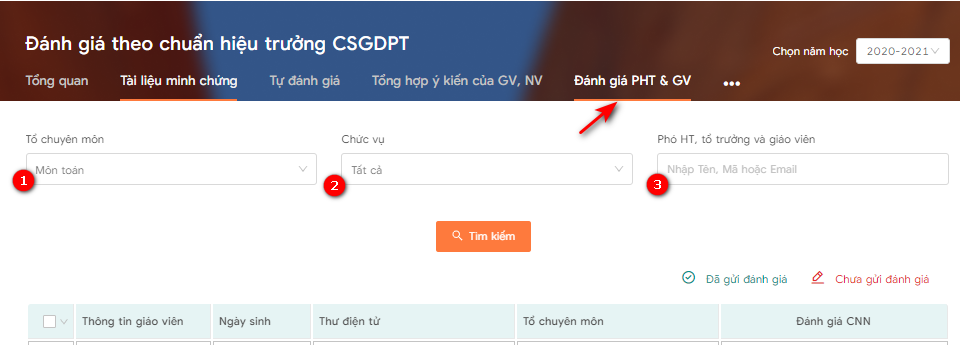 Đánh giá theo chuẩn hiệu trưởng CSGDPT
Chọn năm học 2020-2021
Tổng quan Tài liệu minh chứng Tự đánh giá Tổng hợp ý kiến của GV, NV Đánh giá PHT & GV •••
Tổ chuyên môn Chức vụ Phó HT, tổ trưởng và giáo viên
Môn toán Tất cả Nhập Tên, Mã hoặc Email
1 2 3
Tìm kiếm
Đã gửi đánh giá Chưa gửi đánh giá
Thông tin giáo viên Ngày sinh Thư điện tử Tổ chuyên môn Đánh giá CNN